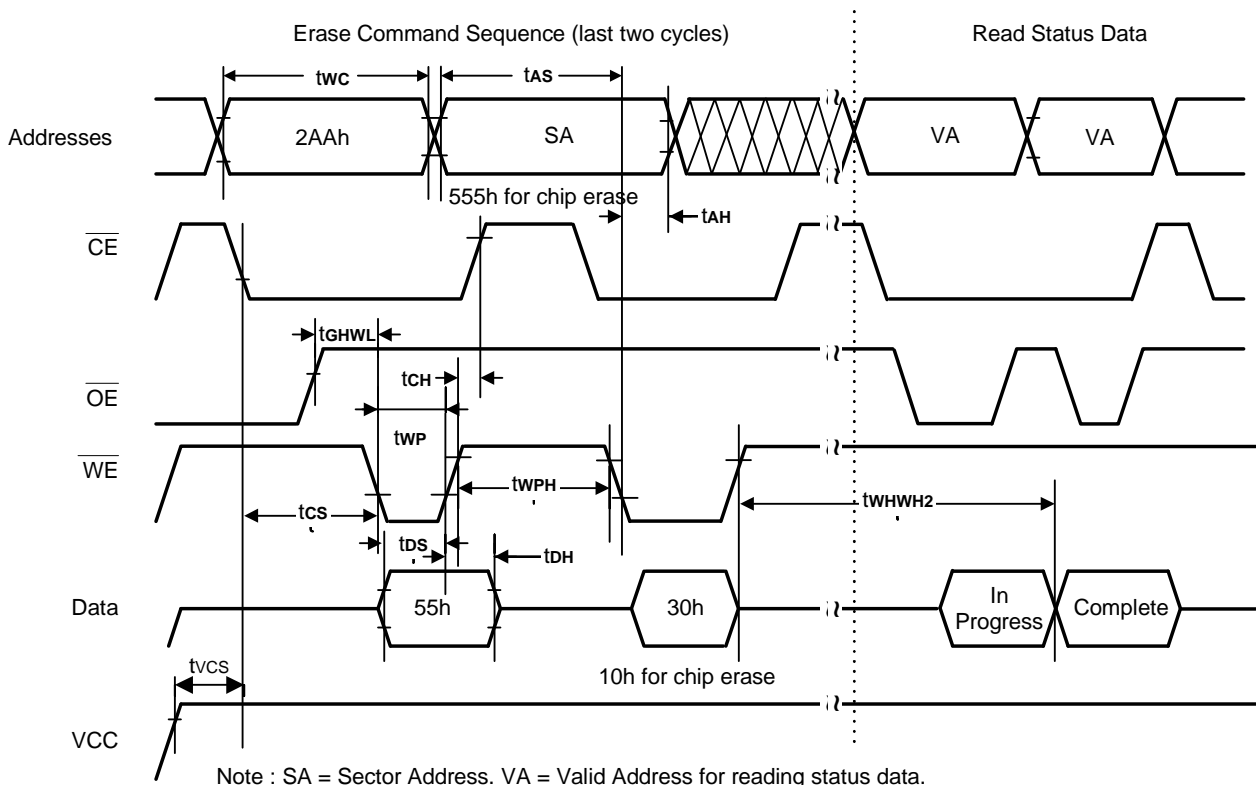 Erase Command Sequence (last two cycles)
Read Status Data
tWC
tAS
Addresses
2AAh
SA
VA
VA
555h for chip erase
tAH
CE
tGHWL
OE
tCH
tWP
WE
tWPH
tWHWH2
tCS
tDS
tDH
Data
55h
30h
In
Progress
Complete
10h for chip erase
tVCS
VCC
Note : SA = Sector Address. VA = Valid Address for reading status data.